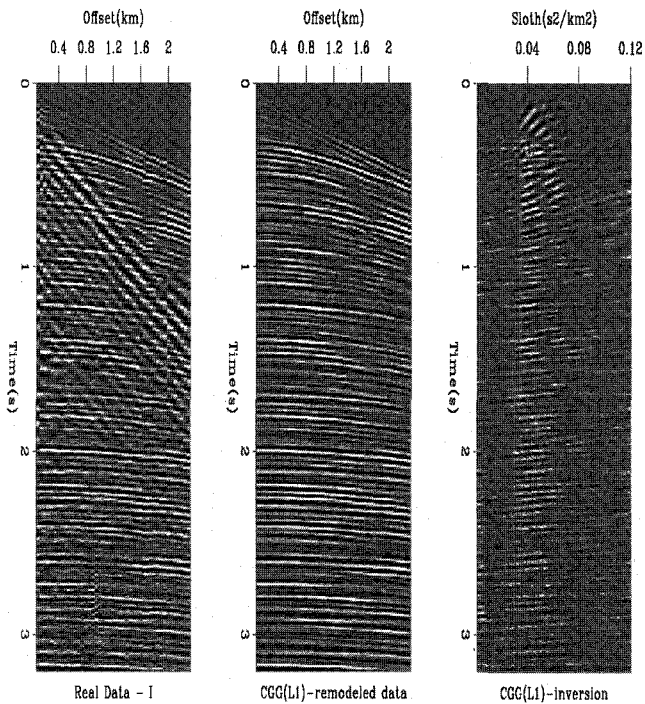 Offset(km)
0.4 0.8 1.2 1.6 2
0
1
2
3
Time(s)
Real Data - I
Offset(km)
0.4 0.8 1.2 1.6 2
0
1
2
3
Time(s)
CGG(L1)-remodeled data
Sloth(s2/km2)
0.04 0.08 0.12
0
1
2
3
Time(s)
CGG(L1)-inversion